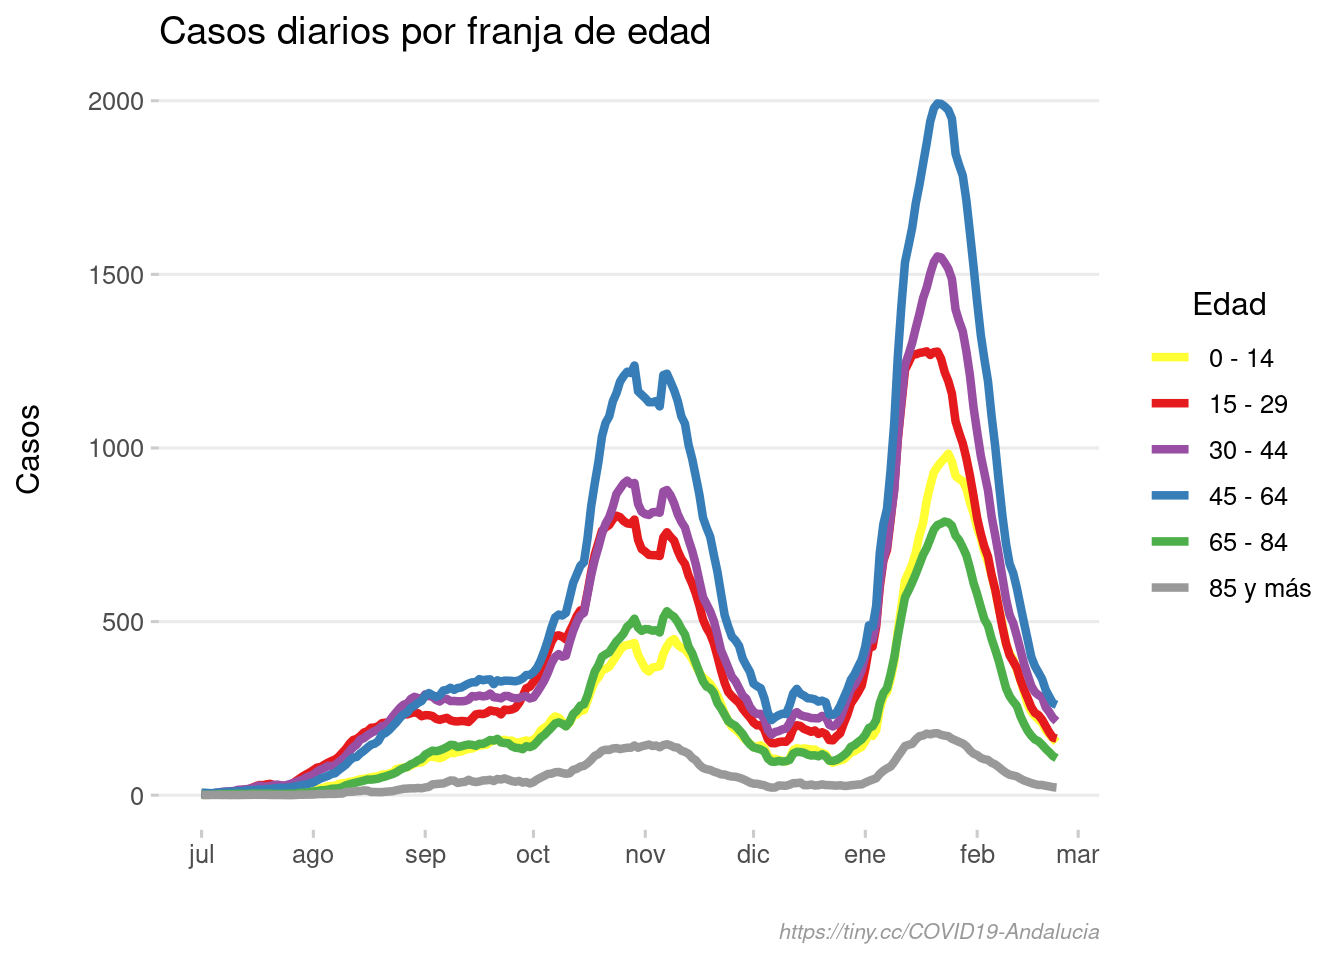 Casos diarios por franja de edad
Casos
2000
1500
1000
500
0
jul ago sep oct nov dic ene feb mar
Edad
0 - 14
15 - 29
30 - 44
45 - 64
65 - 84
85 y más
https://tiny.cc/COVID19-Andalucia